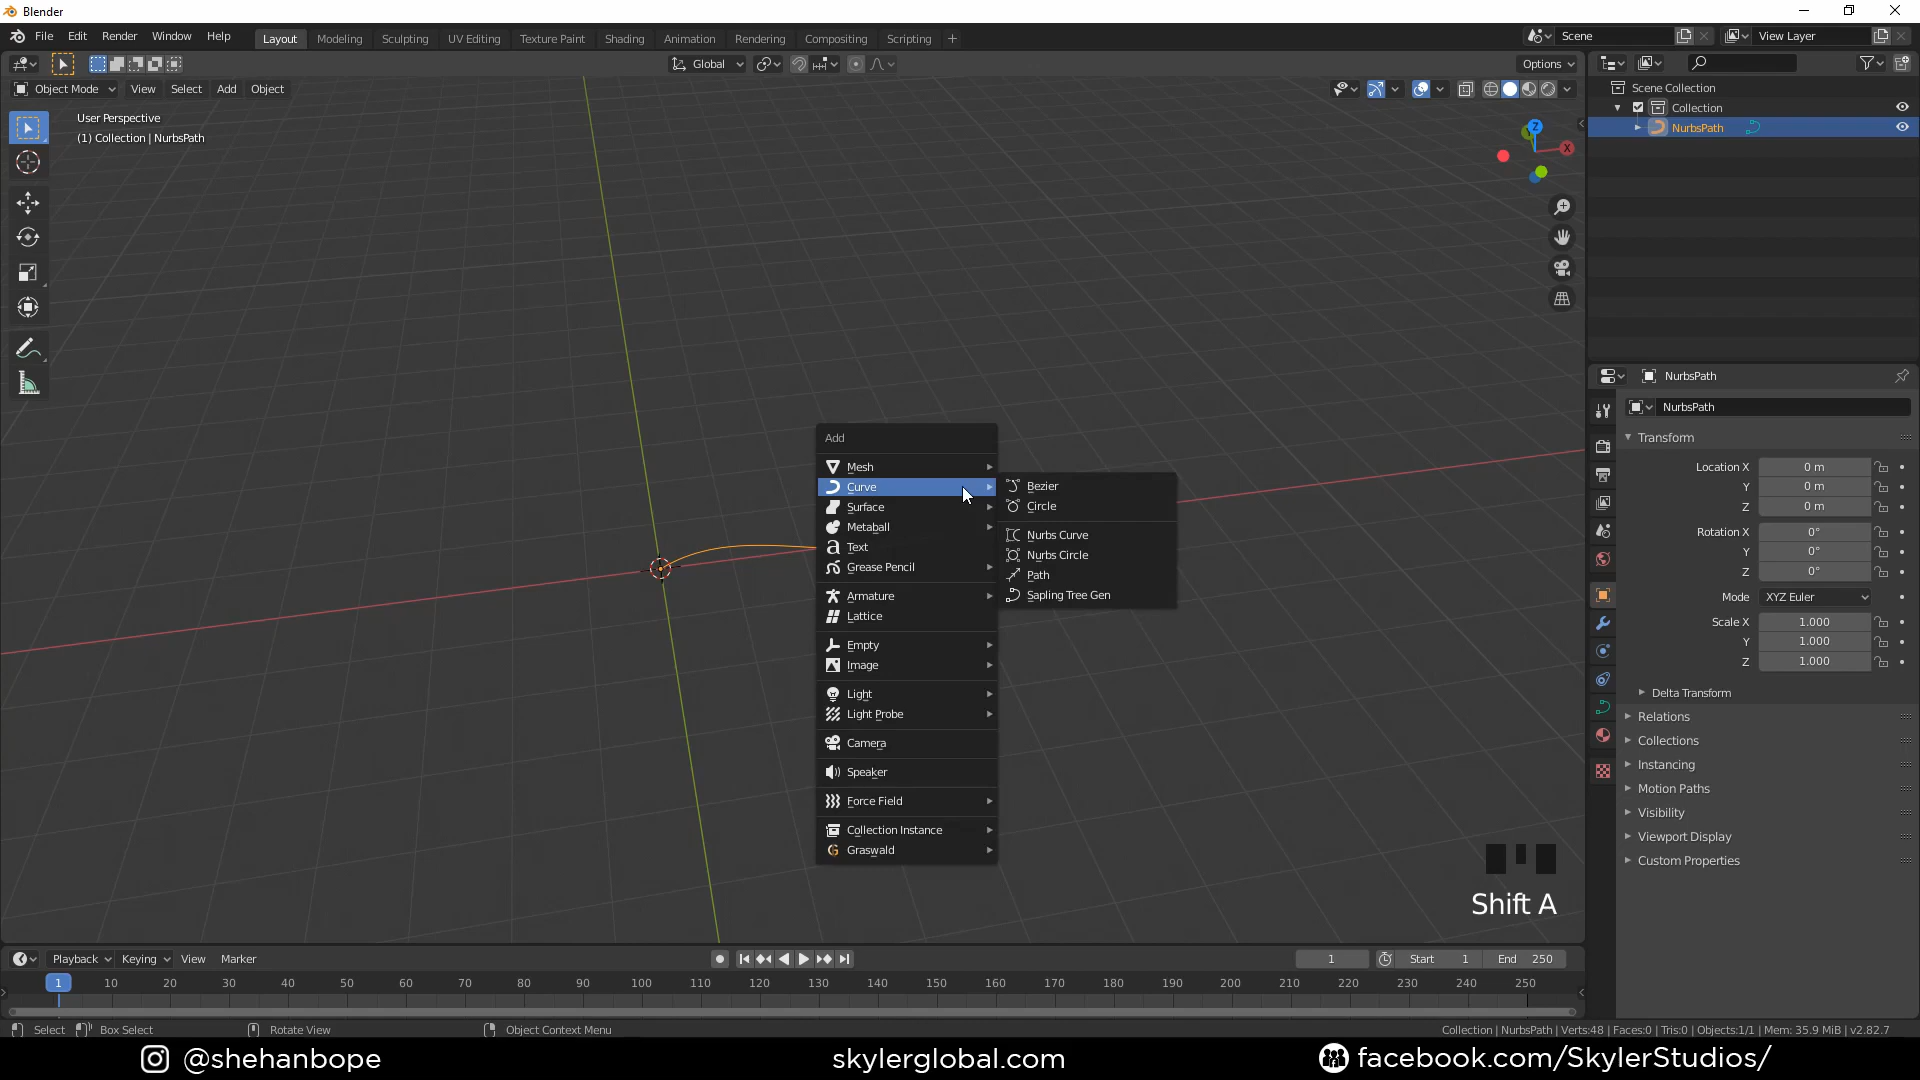 Blender
File Edit Render Window Help
Layout Modeling Sculpting UV Editing Texture Paint Shading Animation Rendering Compositing Scripting +
Scene
View Layer
Global
Options
Object Mode View Select Add Object
User Perspective
(1) Collection | NurbsPath
Z
Y
X
Scene Collection
Collection
NurbsPath
NurbsPath
NurbsPath
Transform
Location X 0 m
Y 0 m
Z 0 m
Rotation X 0°
Y 0°
Z 0°
Mode XYZ Euler
Scale X 1.000
Y 1.000
Z 1.000
Delta Transform
Relations
Collections
Instancing
Motion Paths
Visibility
Viewport Display
Custom Properties
Add
Mesh
Curve
Surface
Metaball
Text
Grease Pencil
Armature
Lattice
Empty
Image
Light
Light Probe
Camera
Speaker
Force Field
Collection Instance
Graswald
Bezier
Circle
Nurbs Curve
Nurbs Circle
Path
Sapling Tree Gen
Shift A
Playback Keying View Marker
1
Start 1 End 250
1 10 20 30 40 50 60 70 80 90 100 110 120 130 140 150 160 170 180 190 200 210 220 230 240 250
Select Box Select Rotate View Object Context Menu
Collection | NurbsPath | Verts:48 | Faces:0 | Tris:0 | Objects:1/1 | Mem: 35.9 MiB | v2.82.7
@shehanbope
skylerglobal.com
facebook.com/SkylerStudios/